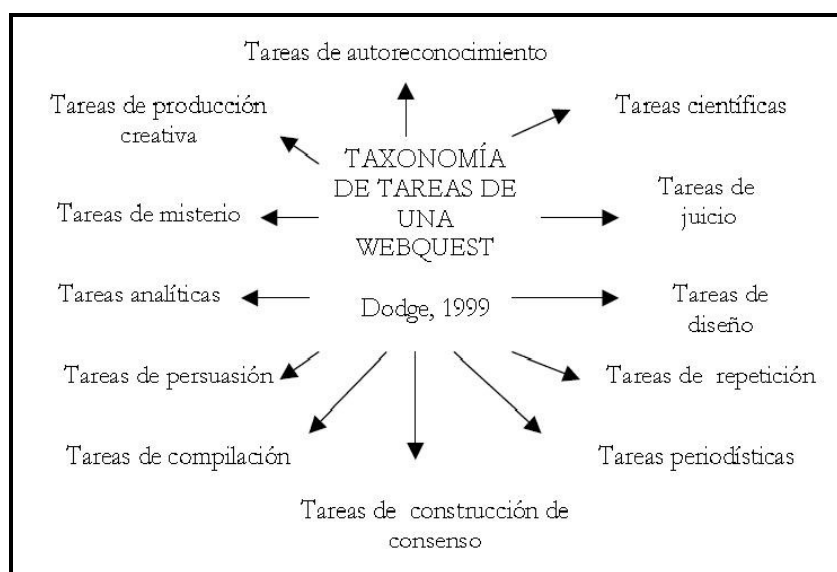 Tareas de autoreconocimiento
Tareas de producción
creativa
Tareas científicas
TAXONOMÍA
DE TAREAS DE
UNA
WEBQUEST
Tareas de misterio
Tareas de
juicio
Tareas analíticas
Dodge, 1999
Tareas de
diseño
Tareas de persuasión
Tareas de repetición
Tareas de compilación
Tareas periodísticas
Tareas de construcción de
consenso